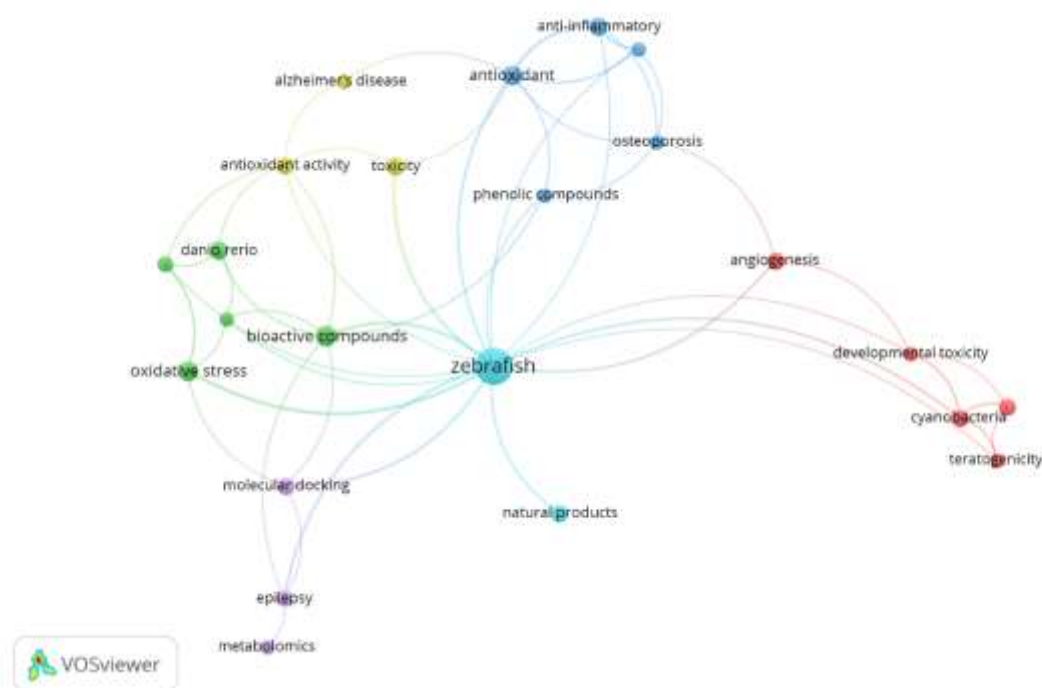 anti-inflammatory
antioxidant
alzheimer's disease
osteoporosis
antioxidant activity
toxicity
phenolic compounds
danio rerio
angiogenesis
bioactive compounds
developmental toxicity
zebrafish
oxidative stress
cyanobacteria
teratogenicity
molecular docking
natural products
epilepsy
metabolomics
VOSviewer